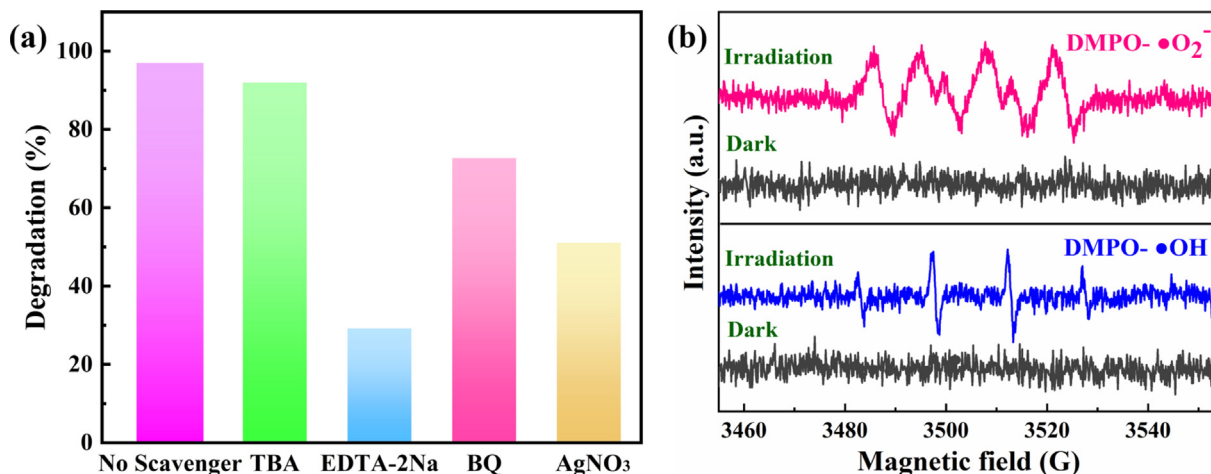 (a)
Degradation (%)
100
80
60
40
20
0
No Scavenger TBA EDTA-2Na BQ AgNO₃
(b)
Intensity (a.u.)
Irradiation
DMPO- •O₂⁻
Dark
Irradiation
DMPO- •OH
Dark
3460 3480 3500 3520 3540
Magnetic field (G)